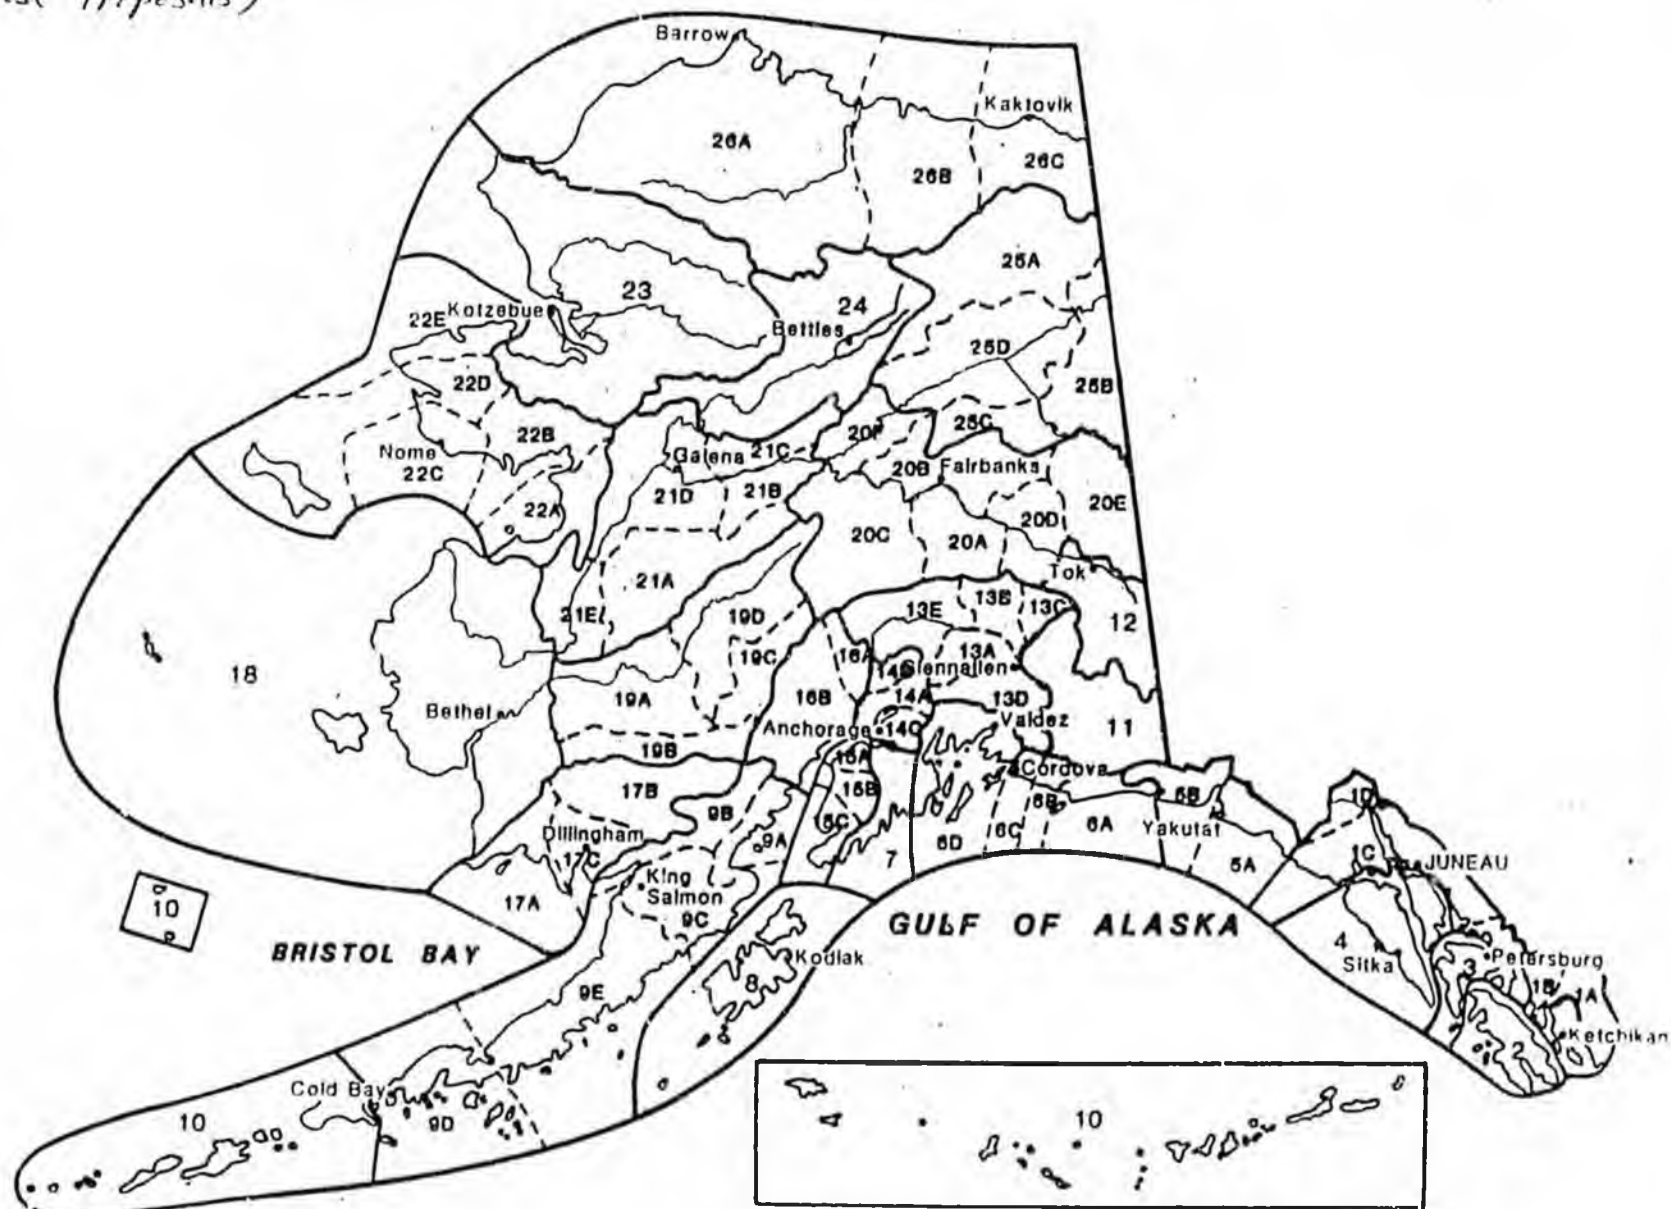 Barrow
Kaktovik
26A
26B
26C
25A
23
24
22E
Kotzebue
Bettles
25D
22D
25B
22B
25C
Nome
22C
Galena
21C
20F
20B
Fairbanks
21D
21B
22A
20D
20E
20C
20A
21A
Tok
21E
19D
13E
13B
13C
12
18
19C
16A
13A
14B
Glennallen
19A
16B
14A
13D
Bethel
Anchorage
14C
Valdez
11
19B
15A
Cordova
17B
9B
15B
6B
5B
1D
Dillingham
17C
15C
9A
6D
6C
6A
Yakutat
7
5A
1C
JUNEAU
King
Salmon
10
17A
9C
GULF OF ALASKA
BRISTOL BAY
4
Sitka
Kodiak
8
3
Petersburg
9E
1B
1A
Ketchikan
2
Cold Bay
10
9D
10